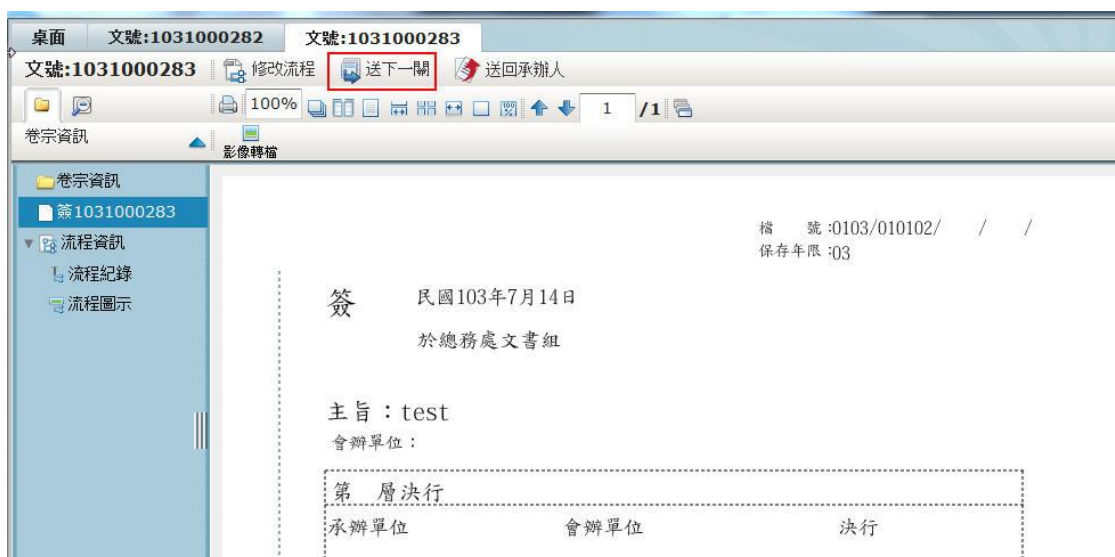 桌面 文號:1031000282 文號:1031000283
文號:1031000283 修改流程 送下一關 送回承辦人
100% 1 /1
卷宗資訊 影像轉檔
卷宗資訊
簽1031000283
流程資訊
流程紀錄
流程圖示
檔 號:0103/010102/ / /
保存年限:03
簽 民國103年7月14日
於總務處文書組
主旨：test
會辦單位：
第 層決行
承辦單位 會辦單位 決行